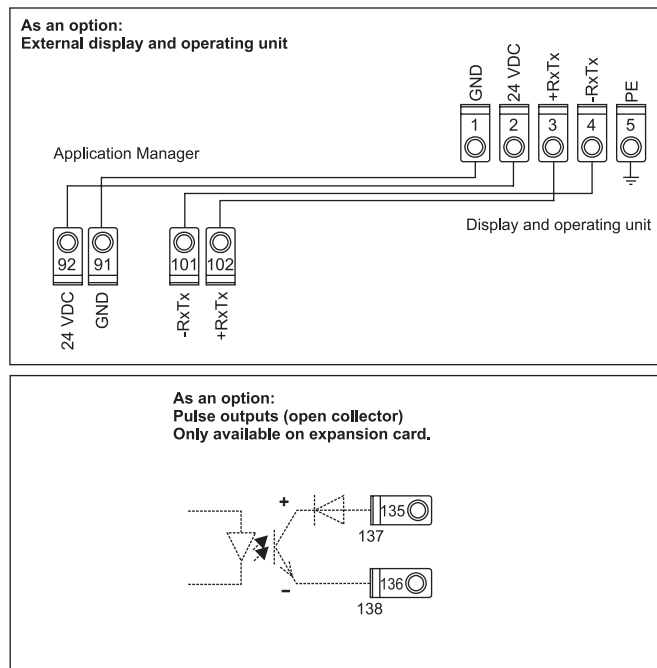 As an option:
External display and operating unit
GND
24 VDC
+RxTx
-RxTx
PE
1
2
3
4
5
Application Manager
Display and operating unit
92
91
101
102
24 VDC
GND
-RxTx
+RxTx
As an option:
Pulse outputs (open collector)
Only available on expansion card.
+
135
137
-
136
138